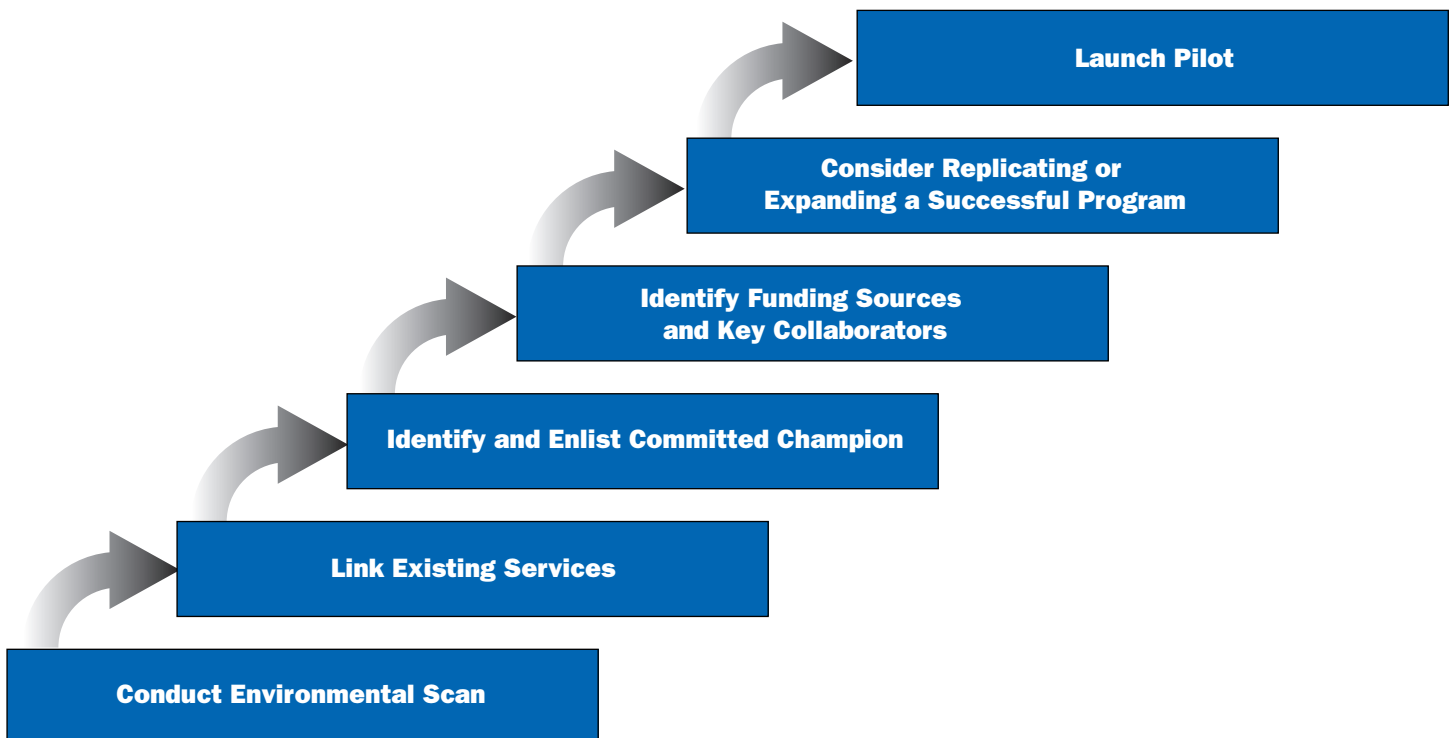 Launch Pilot
Consider Replicating or
Expanding a Successful Program
Identify Funding Sources
and Key Collaborators
Identify and Enlist Committed Champion
Link Existing Services
Conduct Environmental Scan